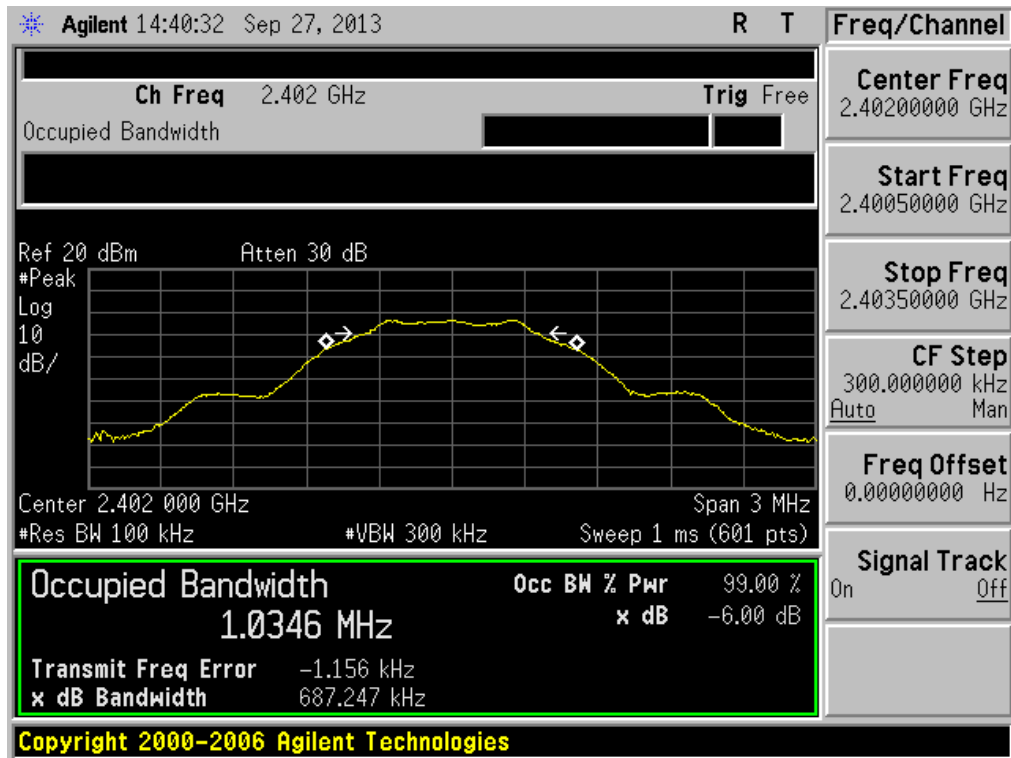 Agilent 14:40:32 Sep 27, 2013 R T
Ch Freq 2.402 GHz Trig Free
Occupied Bandwidth
Ref 20 dBm Atten 30 dB
#Peak
Log
10
dB/
Center 2.402 000 GHz Span 3 MHz
#Res BW 100 kHz #VBW 300 kHz Sweep 1 ms (601 pts)
Occupied Bandwidth Occ BW % Pwr 99.00 %
1.0346 MHz x dB -6.00 dB
Transmit Freq Error -1.156 kHz
x dB Bandwidth 687.247 kHz
Copyright 2000-2006 Agilent Technologies
Freq/Channel
Center Freq
2.40200000 GHz
Start Freq
2.40050000 GHz
Stop Freq
2.40350000 GHz
CF Step
300.000000 kHz
Auto Man
Freq Offset
0.00000000 Hz
Signal Track
On Off